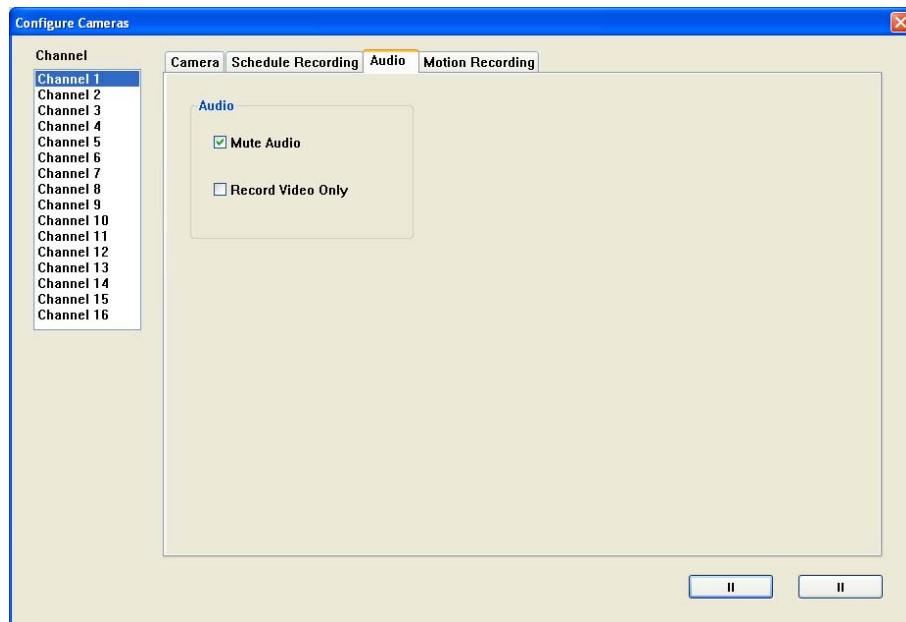 Configure Cameras
Channel
Channel 1
Channel 2
Channel 3
Channel 4
Channel 5
Channel 6
Channel 7
Channel 8
Channel 9
Channel 10
Channel 11
Channel 12
Channel 13
Channel 14
Channel 15
Channel 16
Camera
Schedule Recording
Audio
Motion Recording
Audio
Mute Audio
Record Video Only
II
II